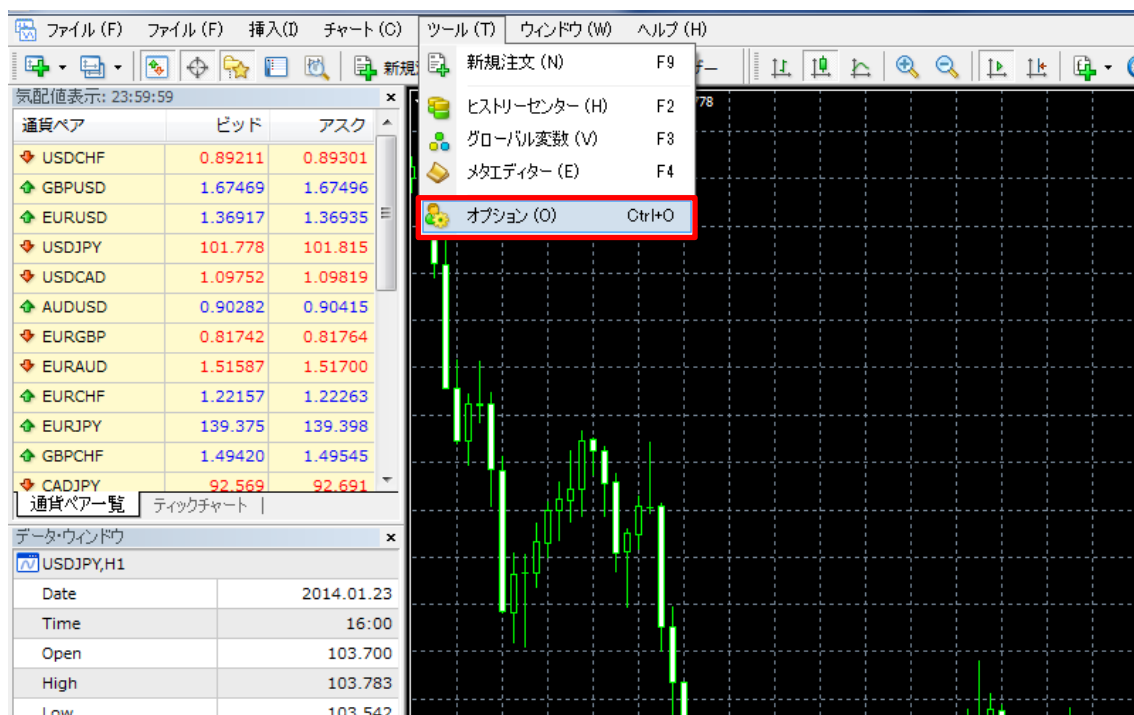 ファイル (F) ファイル (F) 挿入(I) チャート (C) ツール (T) ウィンドウ (W) ヘルプ (H)
新規
新規注文 (N) F9
ヒストリーセンター (H) F2
グローバル変数 (V) F3
メタエディター (E) F4
オプション (O) Ctrl+O
778
気配値表示: 23:59:59
通貨ペア ビッド アスク
USDCHF 0.89211 0.89301
GBPUSD 1.67469 1.67496
EURUSD 1.36917 1.36935
USDJPY 101.778 101.815
USDCAD 1.09752 1.09819
AUDUSD 0.90282 0.90415
EURGBP 0.81742 0.81764
EURAUD 1.51587 1.51700
EURCHF 1.22157 1.22263
EURJPY 139.375 139.398
GBPCHF 1.49420 1.49545
CADJPY 92.569 92.691
通貨ペア一覧 ティックチャート |
データ・ウィンドウ
USDJPY,H1
Date 2014.01.23
Time 16:00
Open 103.700
High 103.783
Low 103.542